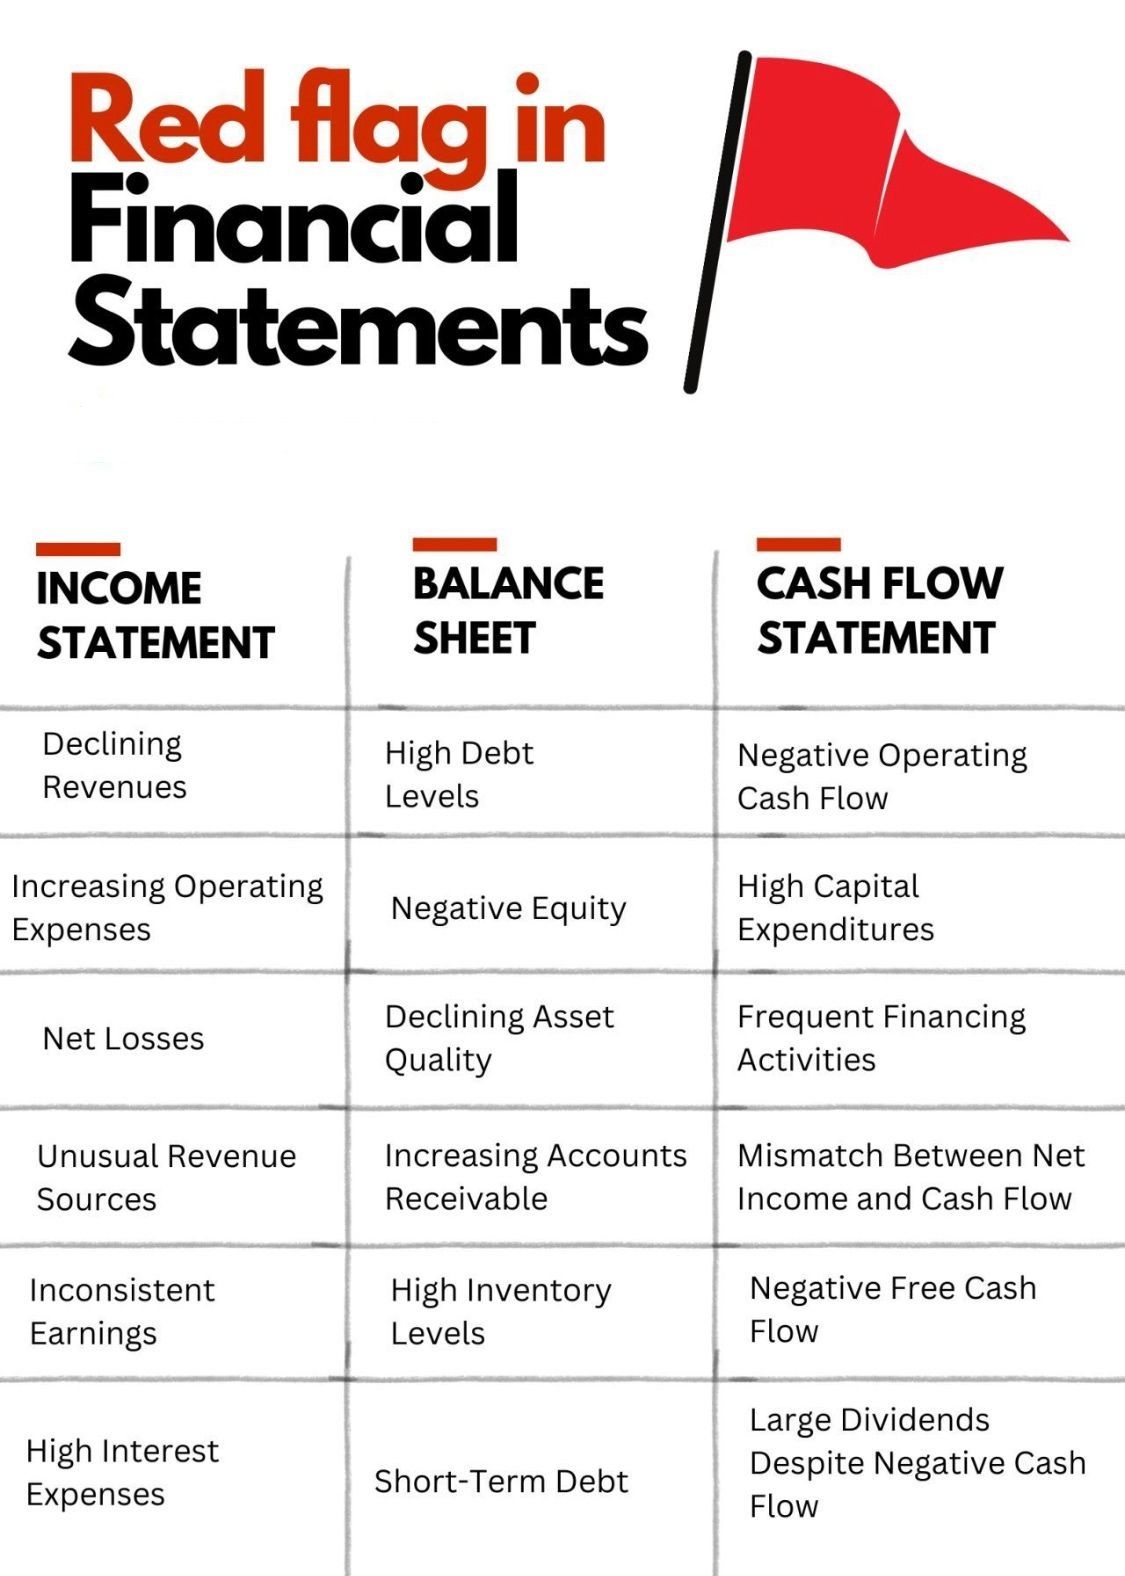 Red flag in
Financial
Statements
INCOME
STATEMENT
BALANCE
SHEET
CASH FLOW
STATEMENT
Declining
Revenues
High Debt
Levels
Negative Operating
Cash Flow
Increasing Operating
Expenses
Negative Equity
High Capital
Expenditures
Net Losses
Declining Asset
Quality
Frequent Financing
Activities
Unusual Revenue
Sources
Increasing Accounts
Receivable
Mismatch Between Net
Income and Cash Flow
Inconsistent
Earnings
High Inventory
Levels
Negative Free Cash
Flow
High Interest
Expenses
Short-Term Debt
Large Dividends
Despite Negative Cash
Flow